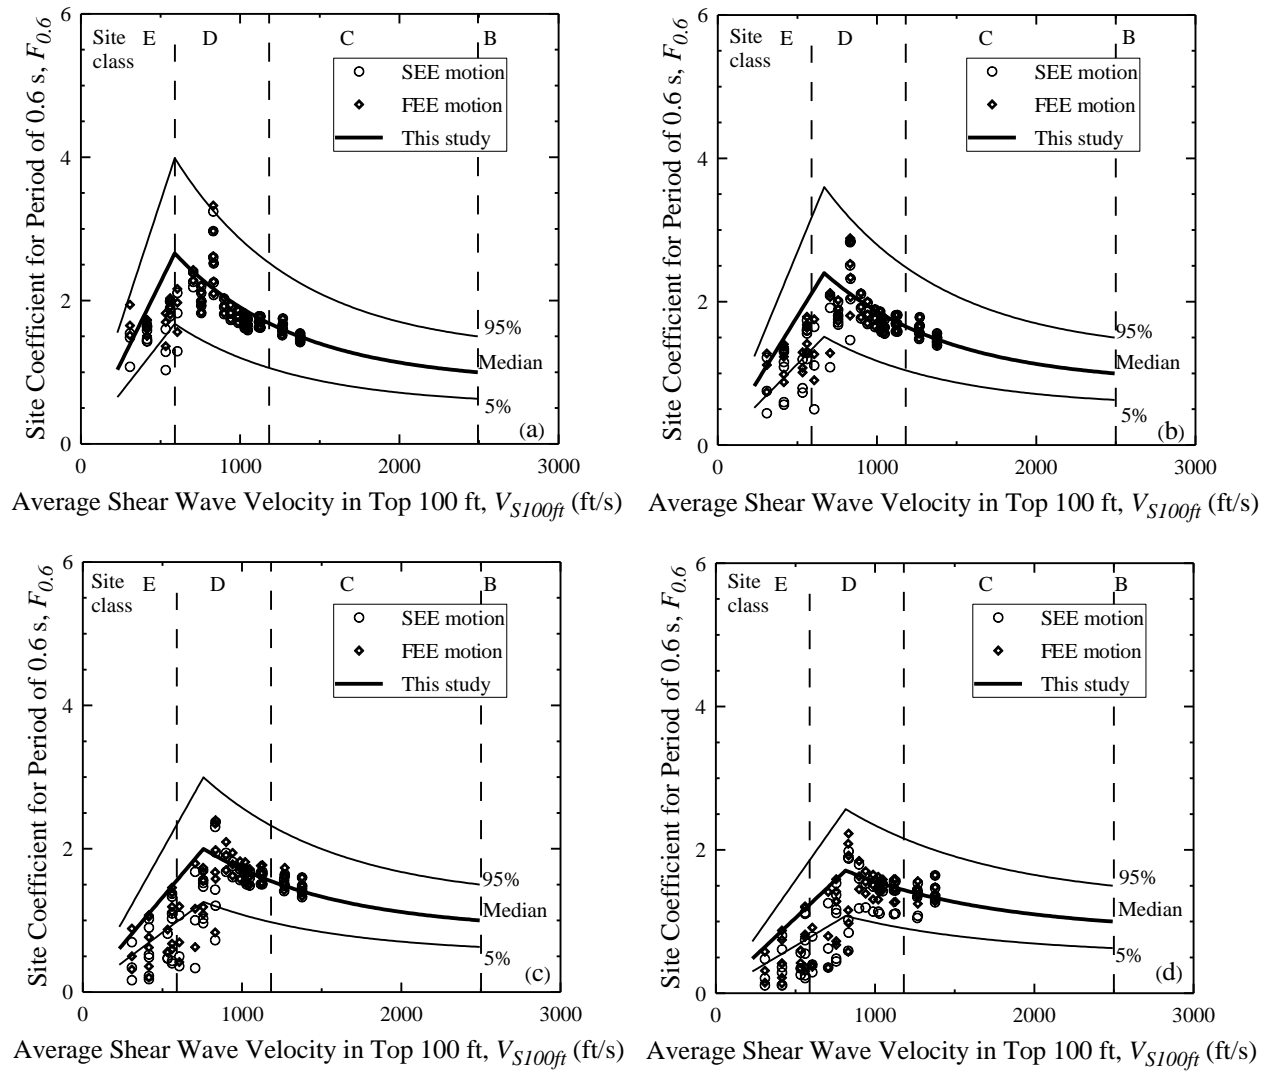 Site Coefficient for Period of 0.6 s, F0.6
6
4
2
0
Site
class
E
D
C
B
SEE motion
FEE motion
This study
95%
Median
5%
(a)
0
1000
2000
3000
Average Shear Wave Velocity in Top 100 ft, VS100ft (ft/s)
Site Coefficient for Period of 0.6 s, F0.6
6
4
2
0
Site
class
E
D
C
B
SEE motion
FEE motion
This study
95%
Median
5%
(b)
0
1000
2000
3000
Average Shear Wave Velocity in Top 100 ft, VS100ft (ft/s)
Site Coefficient for Period of 0.6 s, F0.6
6
4
2
0
Site
class
E
D
C
B
SEE motion
FEE motion
This study
95%
Median
5%
(c)
0
1000
2000
3000
Average Shear Wave Velocity in Top 100 ft, VS100ft (ft/s)
Site Coefficient for Period of 0.6 s, F0.6
6
4
2
0
Site
class
E
D
C
B
SEE motion
FEE motion
This study
95%
Median
5%
(d)
0
1000
2000
3000
Average Shear Wave Velocity in Top 100 ft, VS100ft (ft/s)